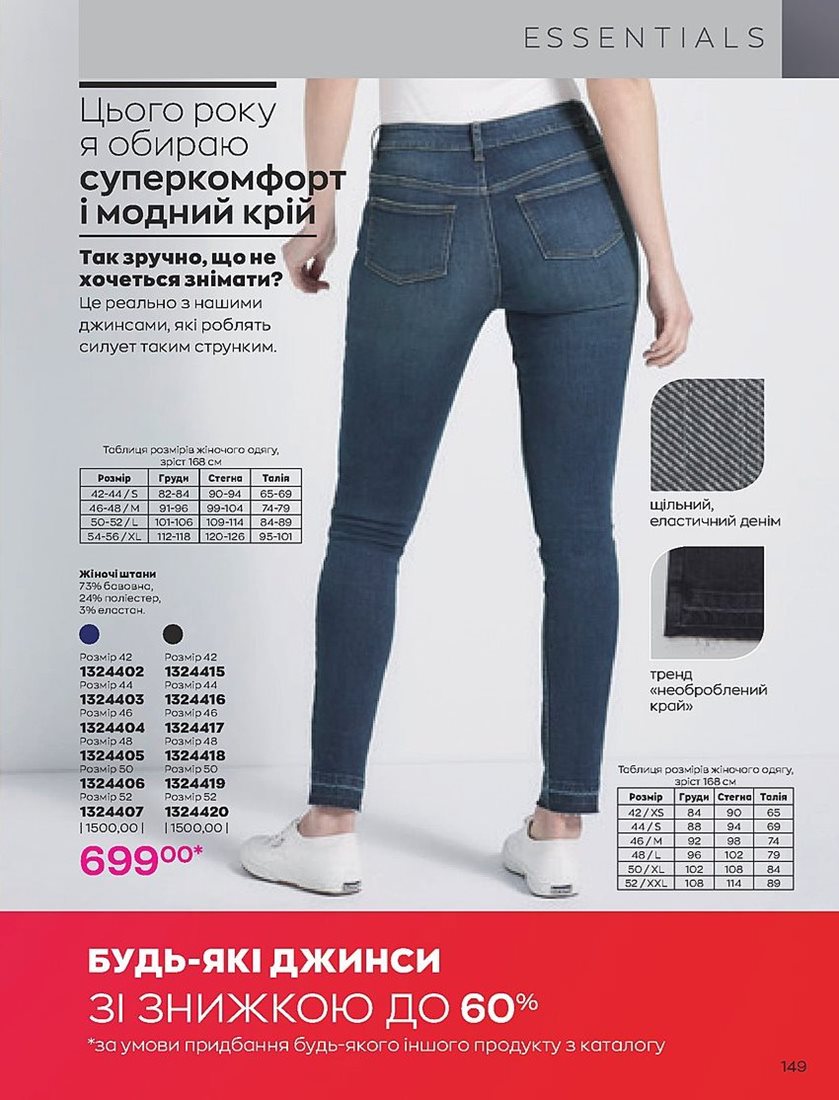 ESSENTIALS
Цього року
я обираю
суперкомфорт
і модний крій
Так зручно, що не
хочеться знімати?
Це реально з нашими
джинсами, які роблять
силует таким струнким.
Таблиця розмірів жіночого одягу,
зріст 168 см
Розмір Груди Стегна Талія
42-44/S 82-84 90-94 65-69
46-48/M 91-96 99-104 74-79
50-52/L 101-106 109-114 84-89
54-56/XL 112-118 120-126 95-101
щільний,
еластичний денім
Жіночі штани
73% бавовна,
24% поліестер,
3% еластан.
Розмір 42 Розмір 42
1324402 1324415
Розмір 44 Розмір 44
1324403 1324416
Розмір 46 Розмір 46
1324404 1324417
Розмір 48 Розмір 48
1324405 1324418
Розмір 50 Розмір 50
1324406 1324419
Розмір 52 Розмір 52
1324407 1324420
|1500,00| |1500,00|
69900*
тренд
«необроблений
край»
Таблиця розмірів жіночого одягу,
зріст 168 см
Розмір Груди Стегна Талія
42/XS 84 90 65
44/S 88 94 69
46/M 92 98 74
48/L 96 102 79
50/XL 102 108 84
52/XXL 108 114 89
БУДЬ-ЯКІ ДЖИНСИ
ЗІ ЗНИЖКОЮ ДО 60%
*за умови придбання будь-якого іншого продукту з каталогу
149